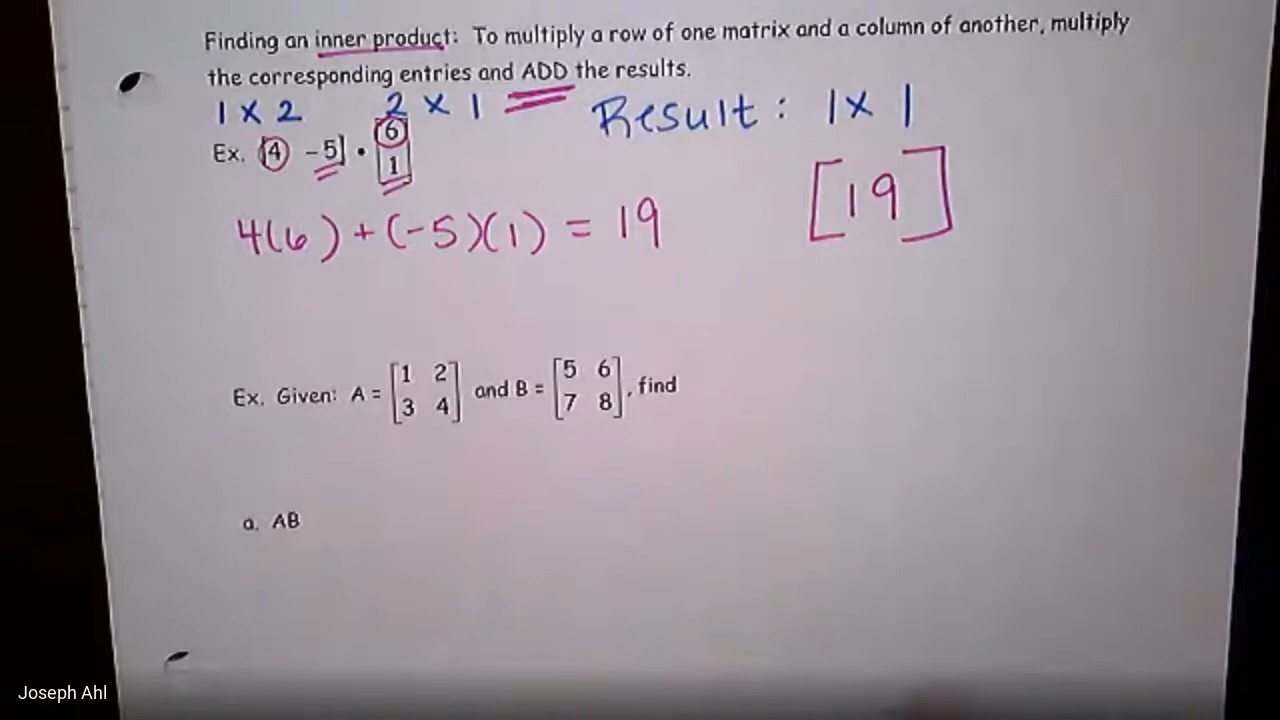 Finding an inner product: To multiply a row of one matrix and a column of another, multiply
the corresponding entries and ADD the results.
1 x 2 2 x 1 Result: 1 x 1
Ex. [4 -5] • [6
1]
[19]
4(6) + (-5)(1) = 19
Ex. Given: A = [1 2 and B = [5 6 , find
3 4] 7 8]
a. AB
Joseph Ahl